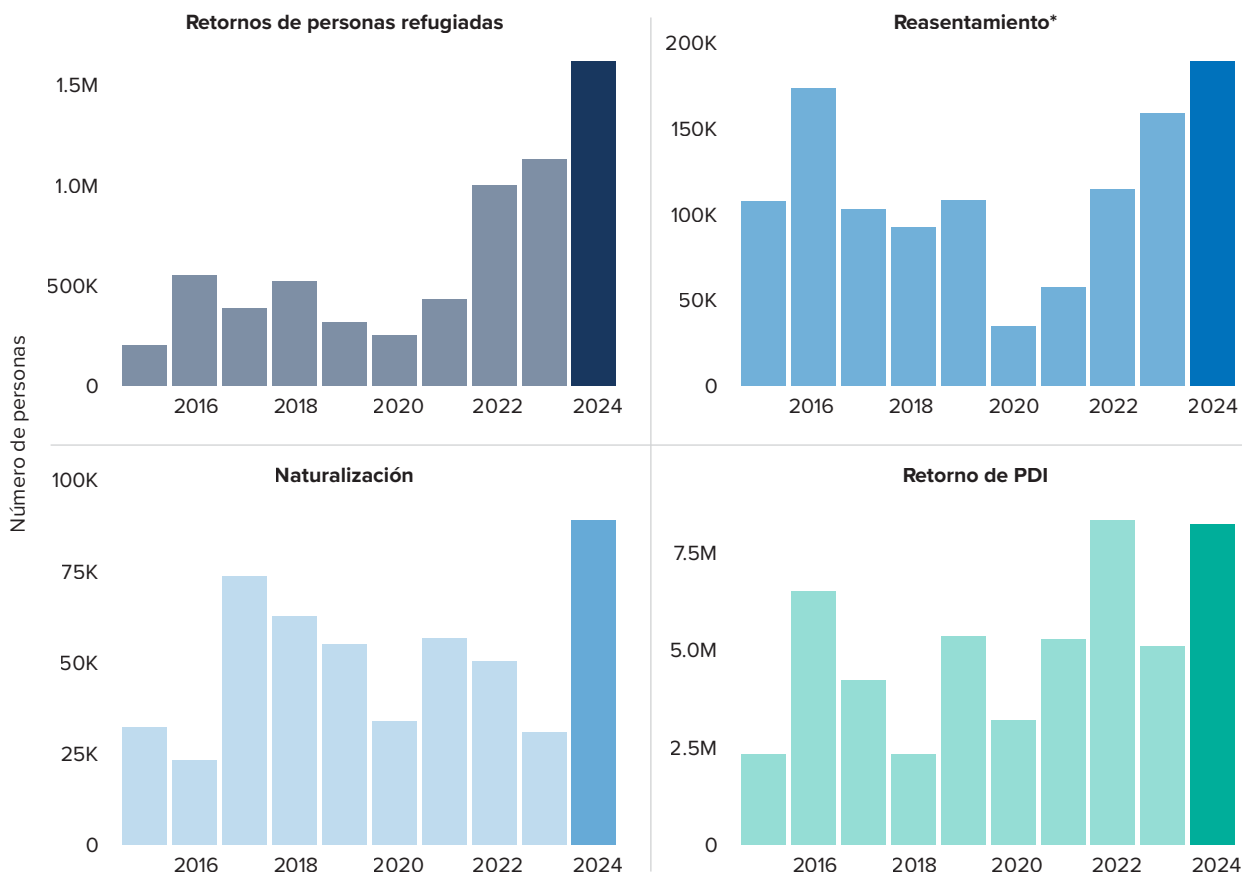 Retornos de personas refugiadas
1.5M
1.0M
500K
0
2016 2018 2020 2022 2024
Reasentamiento*
200K
150K
100K
50K
0
2016 2018 2020 2022 2024
Número de personas
Naturalización
100K
75K
50K
25K
0
2016 2018 2020 2022 2024
Retorno de PDI
7.5M
5.0M
2.5M
0
2016 2018 2020 2022 2024